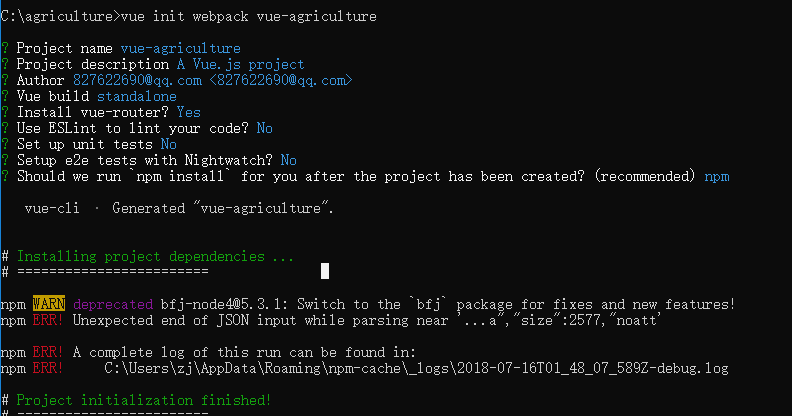 C:\agriculture>vue init webpack vue-agriculture
? Project name vue-agriculture
? Project description A Vue.js project
? Author 827622690@qq.com <827622690@qq.com>
? Vue build standalone
? Install vue-router? Yes
? Use ESLint to lint your code? No
? Set up unit tests No
? Setup e2e tests with Nightwatch? No
? Should we run `npm install` for you after the project has been created? (recommended) npm
vue-cli · Generated "vue-agriculture".
# Installing project dependencies ...
# ========================
npm WARN deprecated bfj-node4@5.3.1: Switch to the `bfj` package for fixes and new features!
npm ERR! Unexpected end of JSON input while parsing near '...a","size":2577,"noatt'
npm ERR! A complete log of this run can be found in:
npm ERR!     C:\Users\zj\AppData\Roaming\npm-cache\_logs\2018-07-16T01_48_07_589Z-debug.log
# Project initialization finished!
# ========================